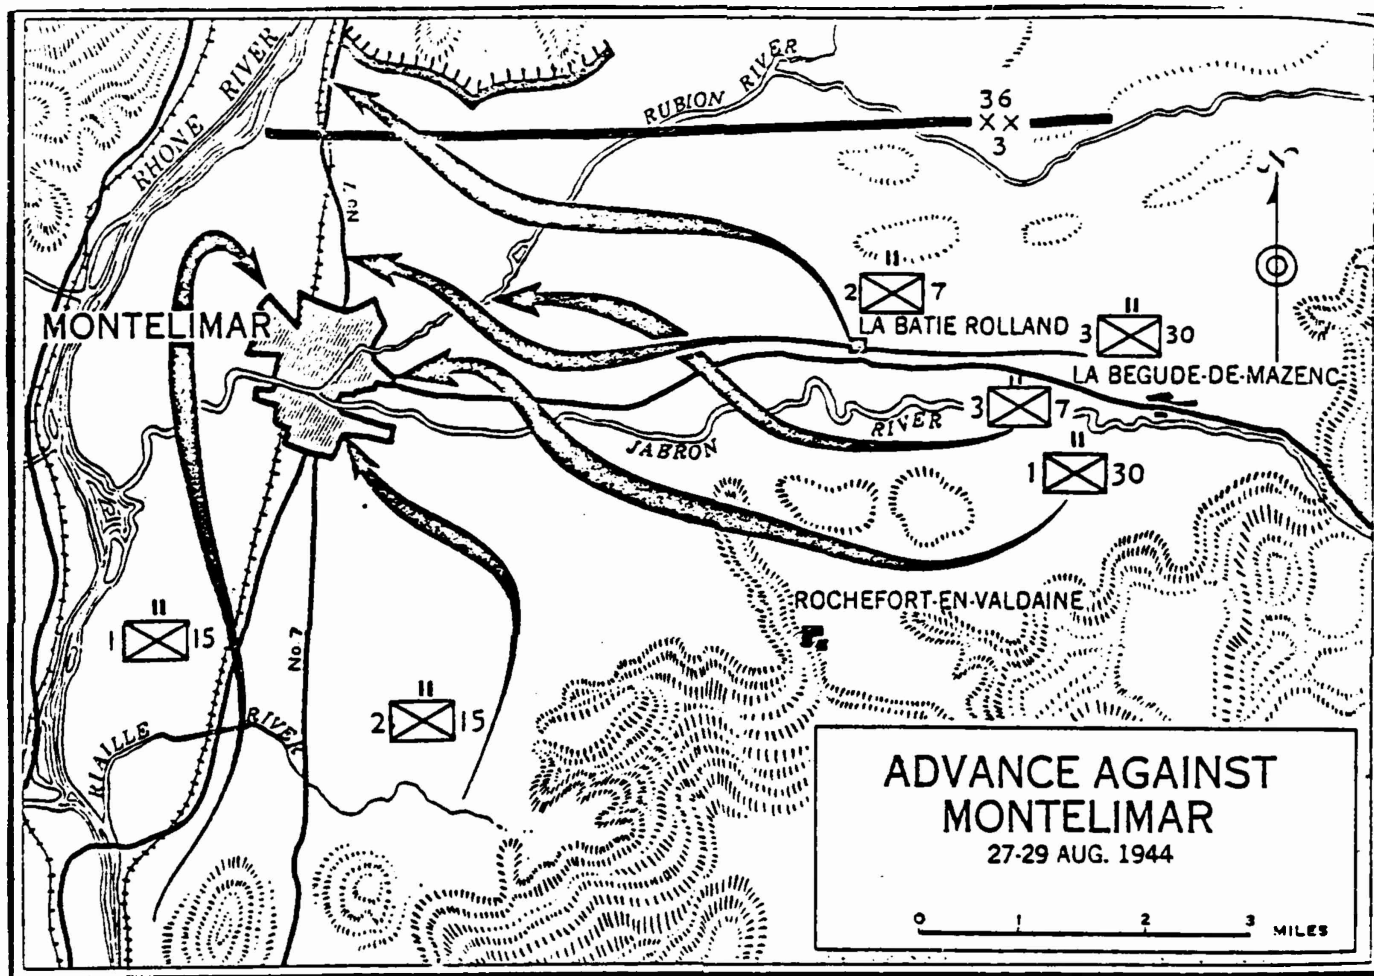 RHONE RIVER
RUBION RIVER
36
XX
3
No 7
II
2 7
LA BATIE ROLLAND
II
3 30
MONTELIMAR
LA BEGUDE-DE-MAZENC
II
3 7
JABRON RIVER
II
1 30
ROCHEFORT-EN-VALDAINE
II
1 15
No 7
II
2 15
RIAILLE RIVER
ADVANCE AGAINST
MONTELIMAR
27-29 AUG. 1944
0 1 2 3 MILES